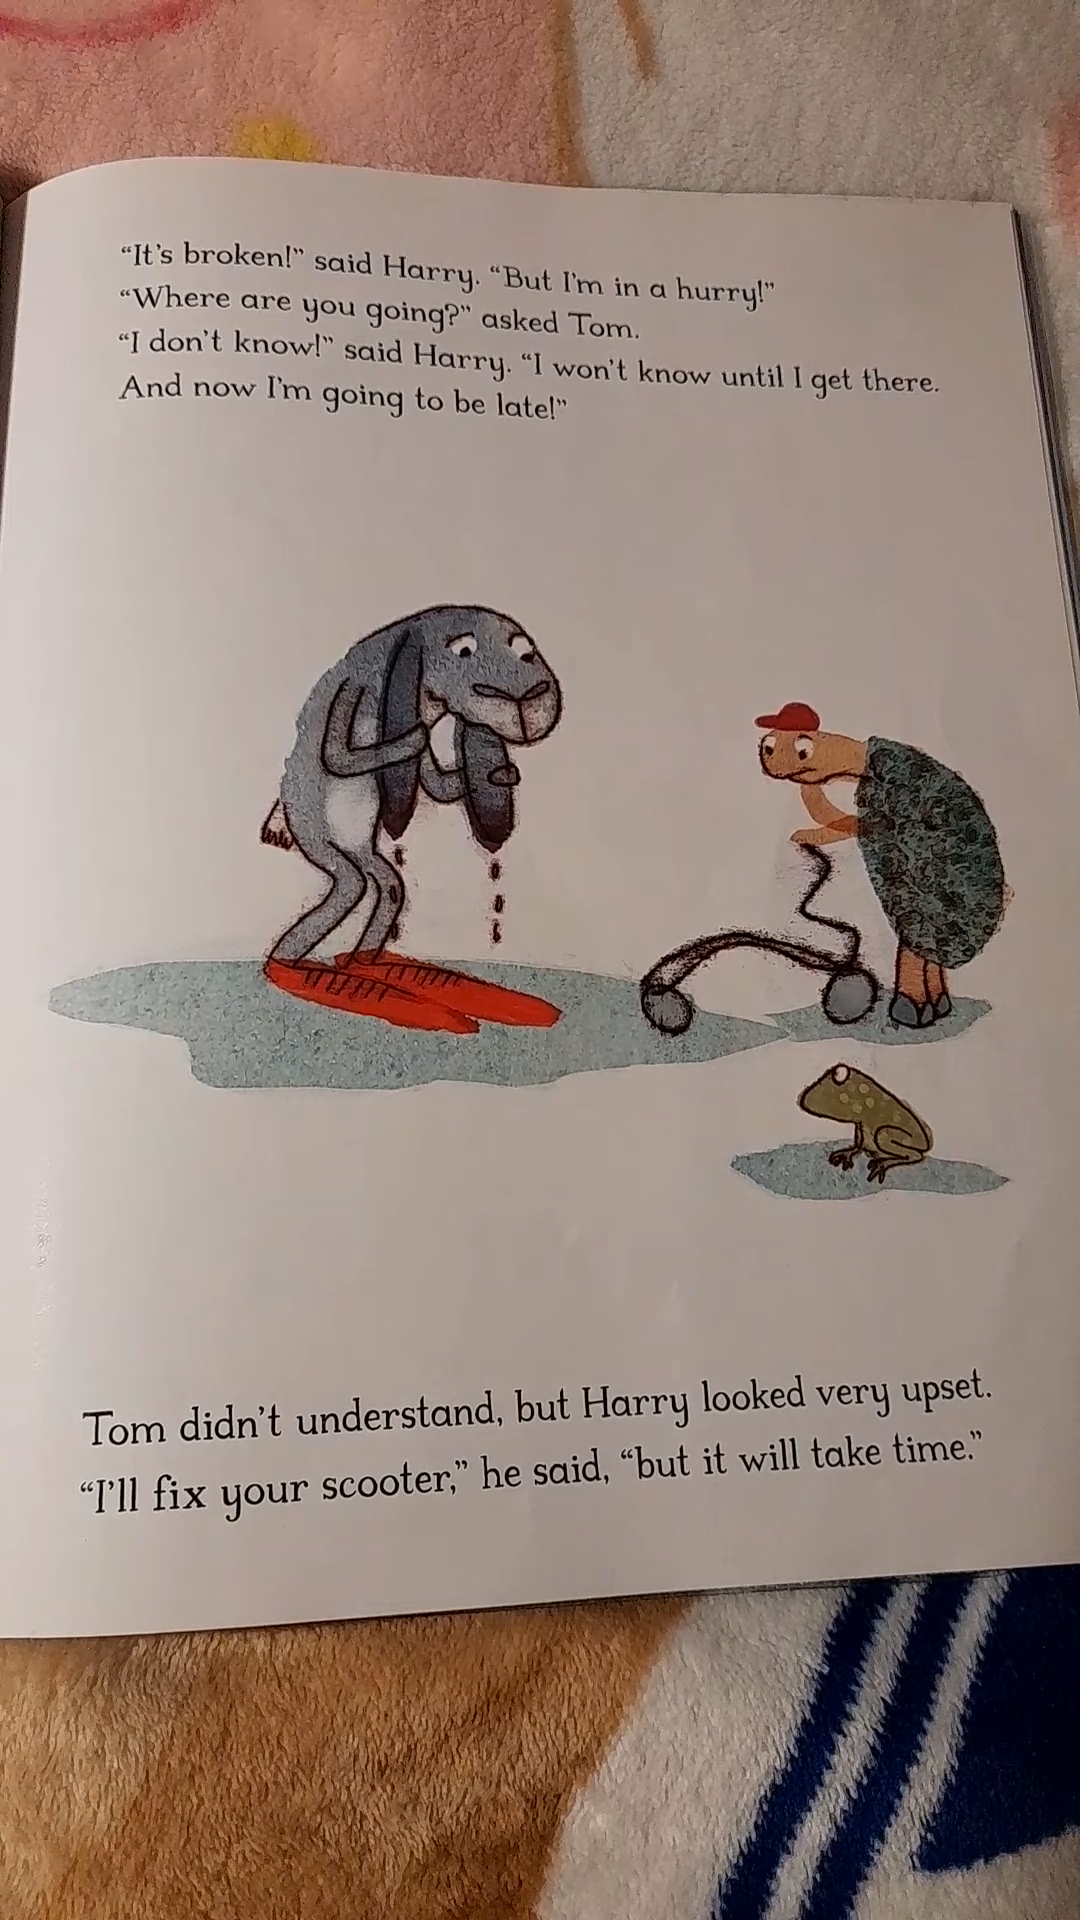 “It’s broken!” said Harry. “But I’m in a hurry!”
“Where are you going?” asked Tom.
“I don’t know!” said Harry. “I won’t know until I get there.
And now I’m going to be late!”
Tom didn’t understand, but Harry looked very upset.
“I’ll fix your scooter,” he said, “but it will take time.”